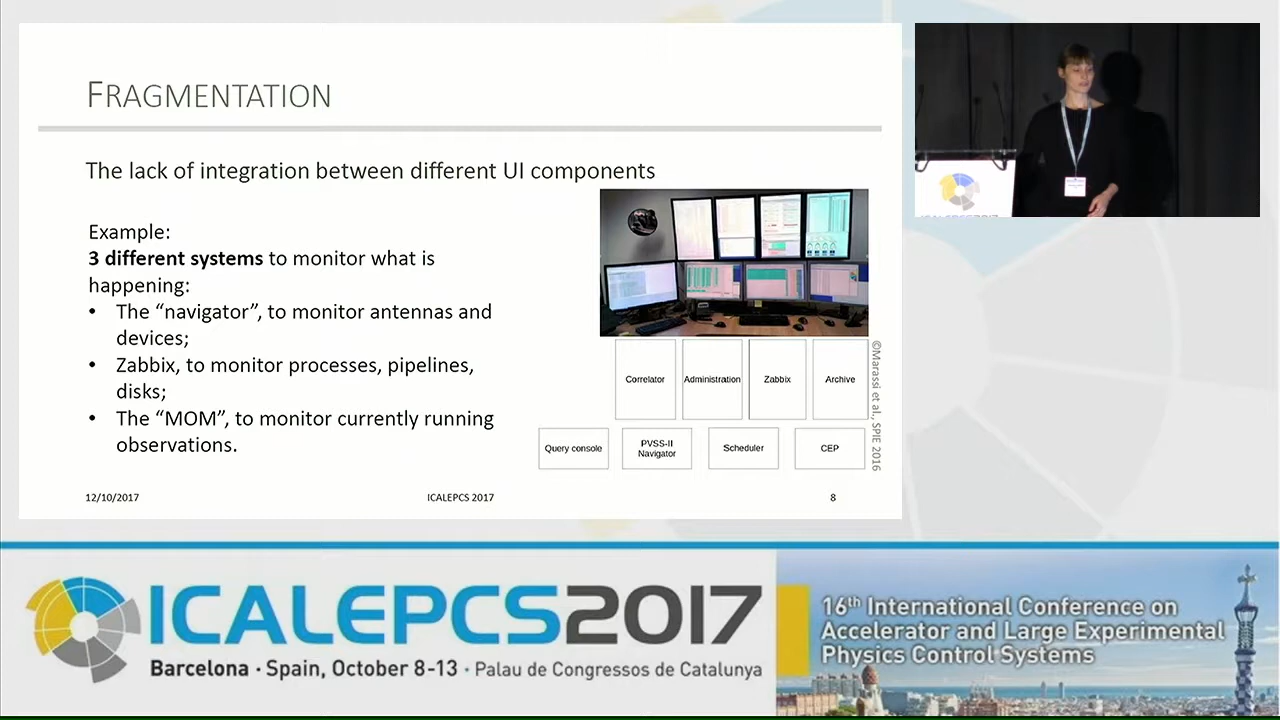 FRAGMENTATION
The lack of integration between different UI components
Example:
3 different systems to monitor what is
happening:
• The “navigator”, to monitor antennas and
devices;
• Zabbix, to monitor processes, pipelines,
disks;
• The “MOM”, to monitor currently running
observations.
Correlator
Administration
Zabbix
Archive
Query console
PVSS-II
Navigator
Scheduler
CEP
©Marassi et al., SPIE 2016
12/10/2017
ICALEPCS 2017
8
ICALEPCS2017
ICALEPCS2017
Barcelona · Spain, October 8-13 · Palau de Congressos de Catalunya
16th International Conference on
Accelerator and Large Experimental
Physics Control Systems